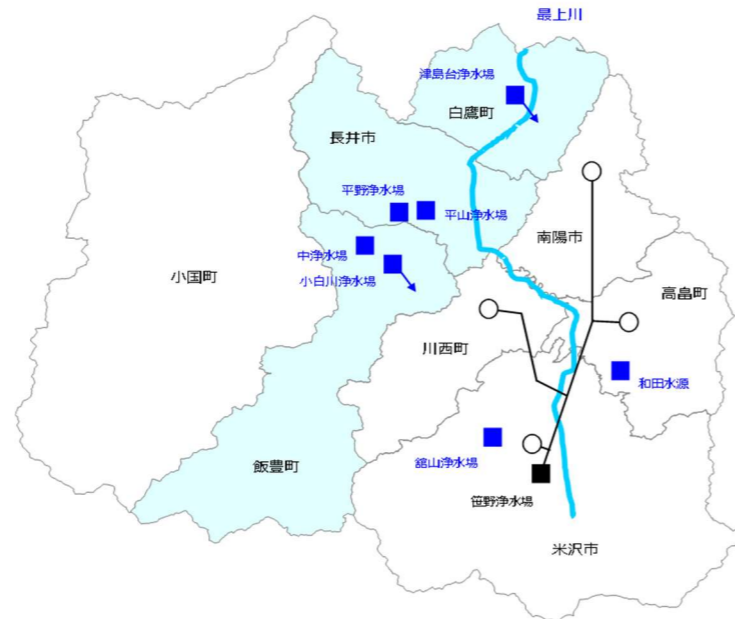 最上川
津島台浄水場
白鷹町
長井市
平野浄水場
平山浄水場
南陽市
中浄水場
小白川浄水場
小国町
高畠町
川西町
和田水源
飯豊町
舘山浄水場
笹野浄水場
米沢市